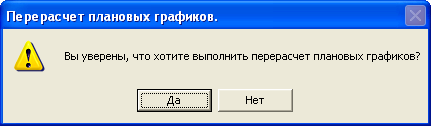 Перерасчет плановых графиков.
Вы уверены, что хотите выполнить перерасчет плановых графиков?
Да
Нет